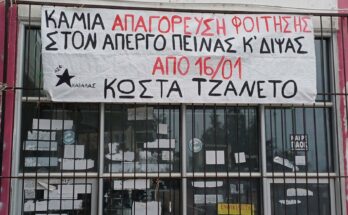 ΚΑΜΙΑ ΑΠΑΓΟΡΕΥΣΗ ΦΟΙΤΗΣΗΣ
ΣΤΟΝ ΑΠΕΡΓΟ ΠΕΙΝΑΣ Κ' ΔΙΨΑΣ
ΑΠΟ 16/01
ΚΩΣΤΑ ΤΖΑΝΕΤΟ